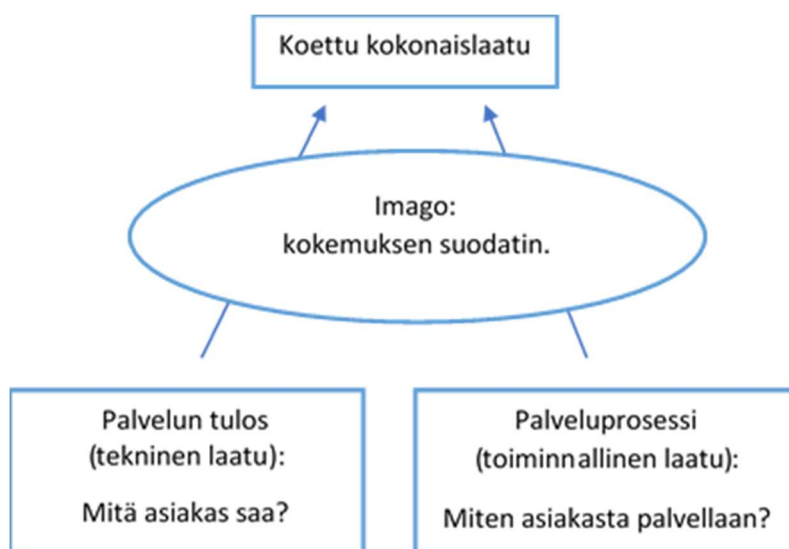 Koettu kokonaislaatu
Imago:
kokemuksen suodatin.
Palvelun tulos
(tekninen laatu):
Mitä asiakas saa?
Palveluprosessi
(toiminnallinen laatu):
Miten asiakasta palvellaan?